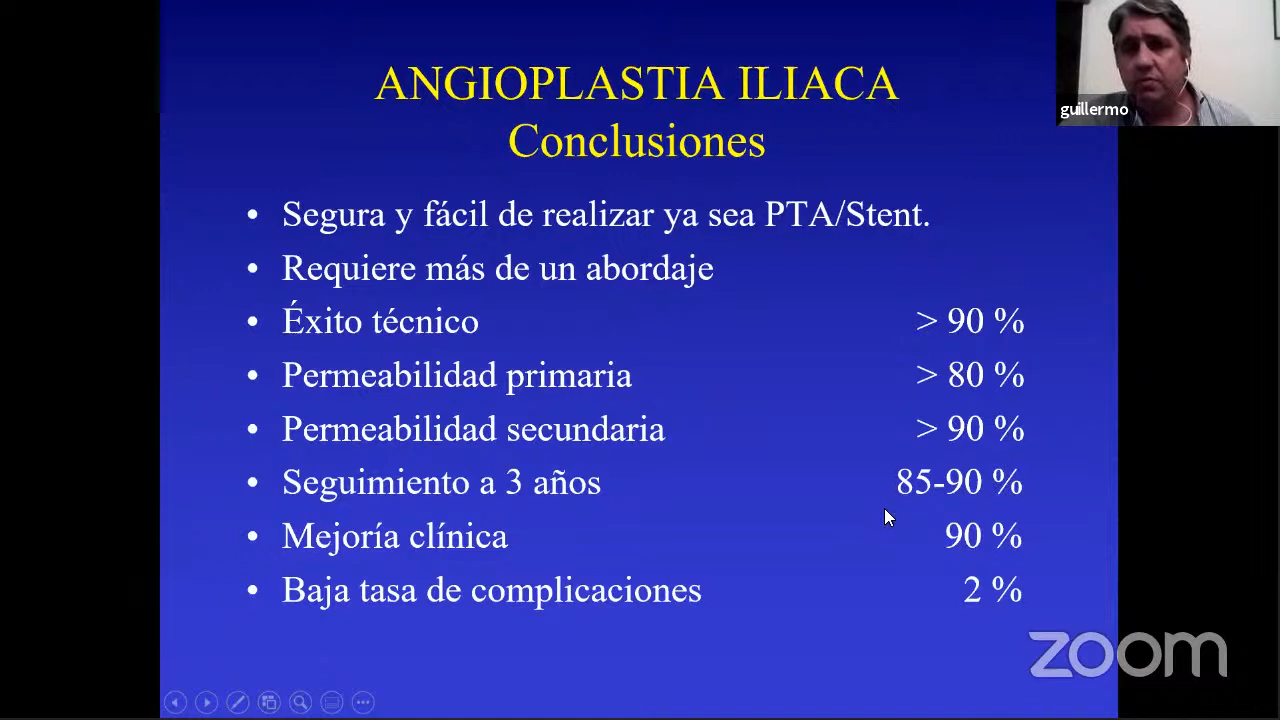 ANGIOPLASTIA ILIACA
Conclusiones
guillermo
• Segura y fácil de realizar ya sea PTA/Stent.
• Requiere más de un abordaje
• Éxito técnico > 90 %
• Permeabilidad primaria > 80 %
• Permeabilidad secundaria > 90 %
• Seguimiento a 3 años 85-90 %
• Mejoría clínica 90 %
• Baja tasa de complicaciones 2 %
zoom